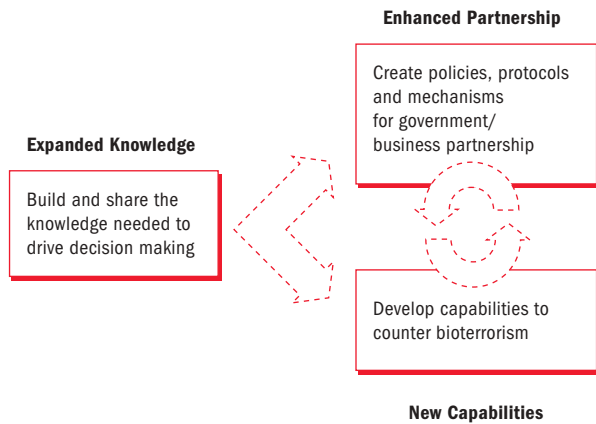 Enhanced Partnership
Create policies, protocols
and mechanisms
for government/
business partnership
Expanded Knowledge
Build and share the
knowledge needed to
drive decision making
Develop capabilities to
counter bioterrorism
New Capabilities